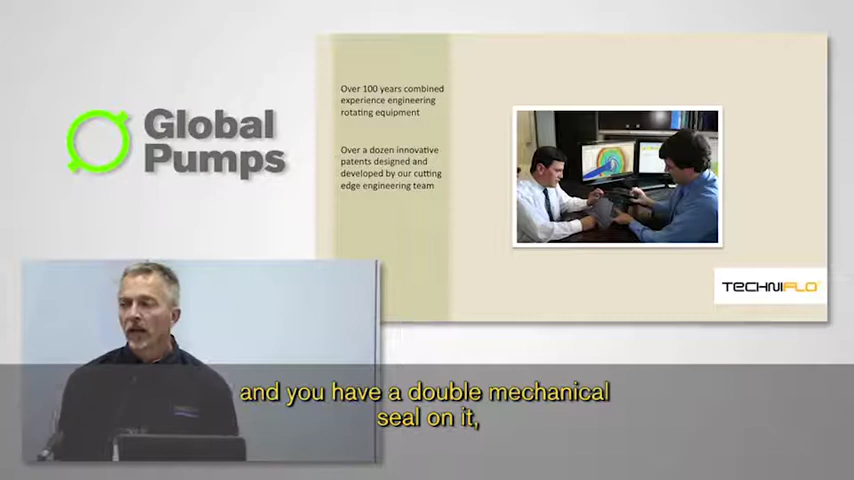 Global
Pumps
Over 100 years combined
experience engineering
rotating equipment
Over a dozen innovative
patents designed and
developed by our cutting
edge engineering team
TECHNIFLO
and you have a double mechanical
seal on it,